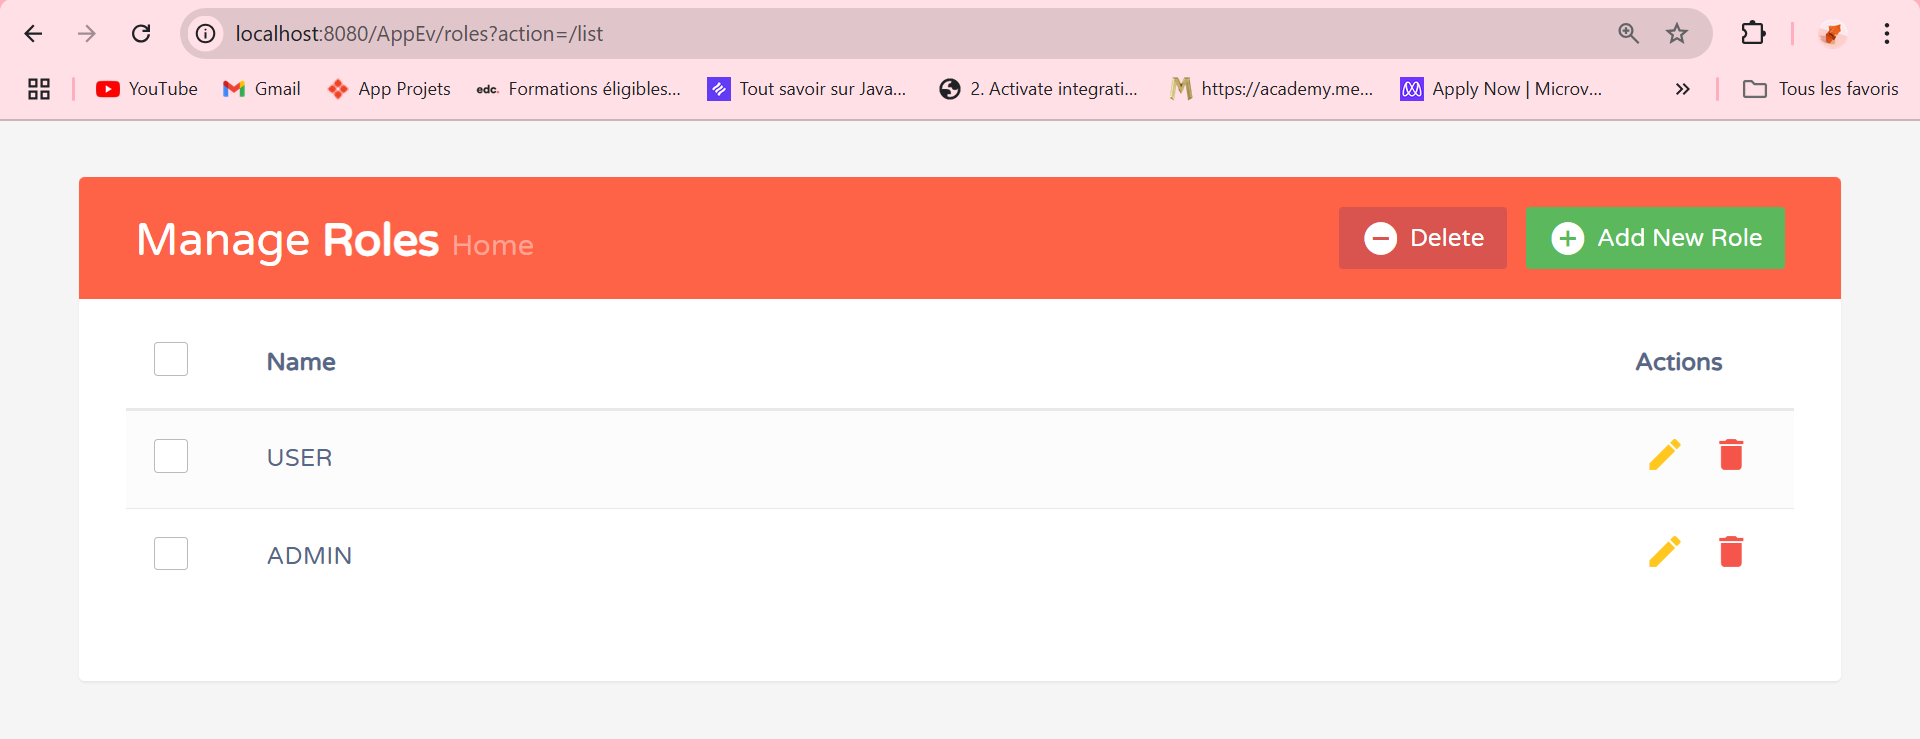 localhost:8080/AppEv/roles?action=/list
YouTube Gmail App Projets edc. Formations éligibles... Tout savoir sur Java... 2. Activate integrati... https://academy.me... Apply Now | Microv... » Tous les favoris
Manage Roles Home Delete Add New Role
Name Actions
USER
ADMIN